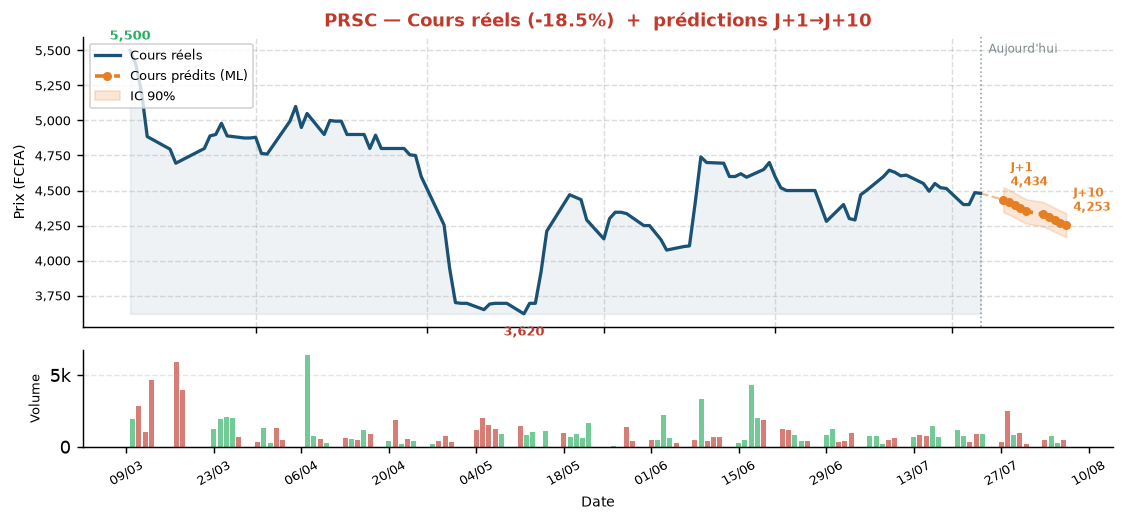 PRSC — Cours réels (-18.5%)  +  prédictions J+1→J+10
5,500
Cours réels
Cours prédits (ML)
IC 90%
Aujourd'hui
J+1
4,434
J+10
4,253
3,620
Prix (FCFA)
5,500
5,250
5,000
4,750
4,500
4,250
4,000
3,750
Volume
5k
0
09/03
23/03
06/04
20/04
04/05
18/05
01/06
15/06
29/06
13/07
27/07
10/08
Date